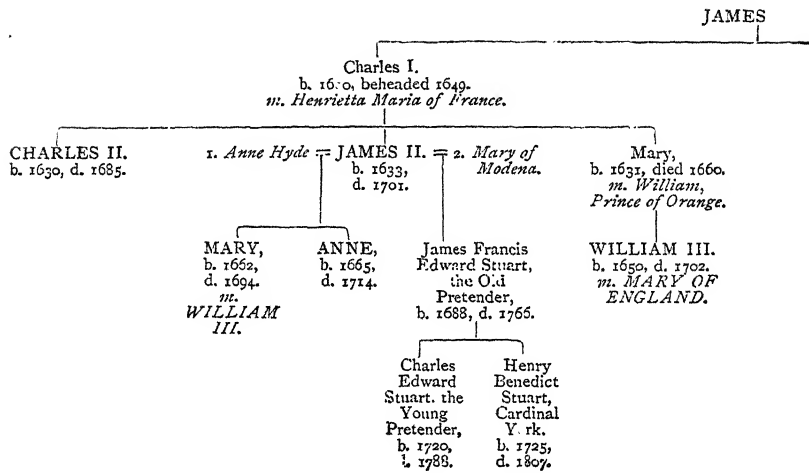 JAMES
Charles I.
beheaded 1649.
m. Henrietta Maria of France.
CHARLES II.
b. 1630, d. 1685.
1. Anne Hyde = JAMES II. = 2. Mary of
Modena.
b. 1633,
d. 1701.
Mary,
b. 1631, died 1660.
m. William,
Prince of Orange.
MARY,
b. 1662,
d. 1694.
m.
WILLIAM
III.
ANNE,
b. 1665,
d. 1714.
James Francis
Edward Stuart,
the Old
Pretender,
b. 1688, d. 1766.
WILLIAM III.
b. 1650, d. 1702.
m. MARY OF
ENGLAND.
Charles
Edward
Stuart. the
Young
Pretender,
b. 1720,
1788.
Henry
Benedict
Stuart,
Cardinal
b. 1725,
d. 1807.